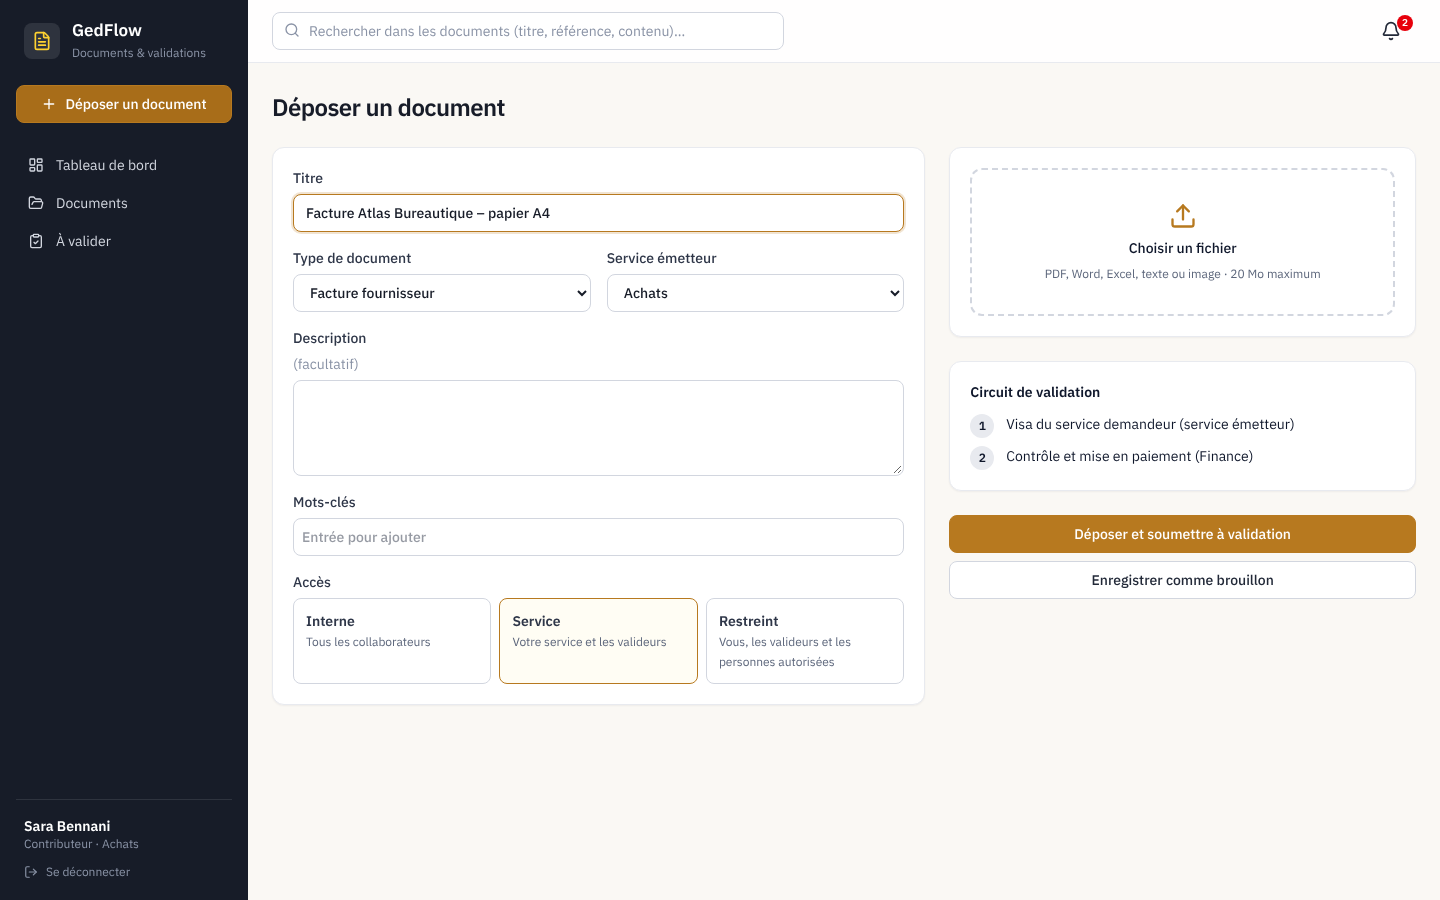 GedFlow
Documents & validations
Déposer un document
Tableau de bord
Documents
À valider
Sara Bennani
Contributeur · Achats
Se déconnecter
Rechercher dans les documents (titre, référence, contenu)...
2
Déposer un document
Titre
Facture Atlas Bureautique – papier A4
Type de document
Service émetteur
Facture fournisseur
Achats
Description
(facultatif)
Mots-clés
Entrée pour ajouter
Accès
Interne
Tous les collaborateurs
Service
Votre service et les valideurs
Restreint
Vous, les valideurs et les
personnes autorisées
Choisir un fichier
PDF, Word, Excel, texte ou image · 20 Mo maximum
Circuit de validation
1 Visa du service demandeur (service émetteur)
2 Contrôle et mise en paiement (Finance)
Déposer et soumettre à validation
Enregistrer comme brouillon